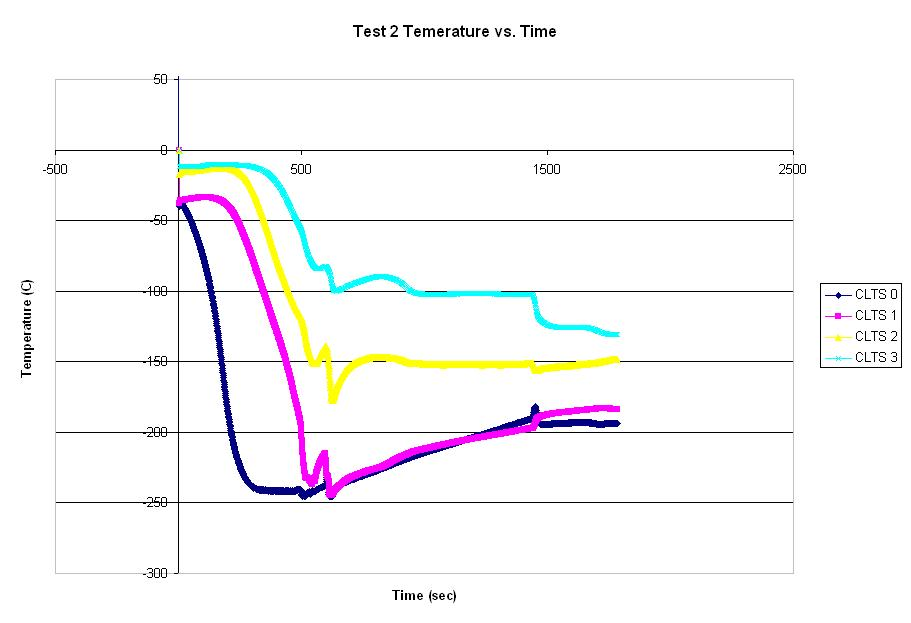 Test 2 Temerature vs. Time
50
0
-500
500
1500
2500
-50
-100
-150
-200
-250
-300
Temperature (C)
Time (sec)
CLTS 0
CLTS 1
CLTS 2
CLTS 3